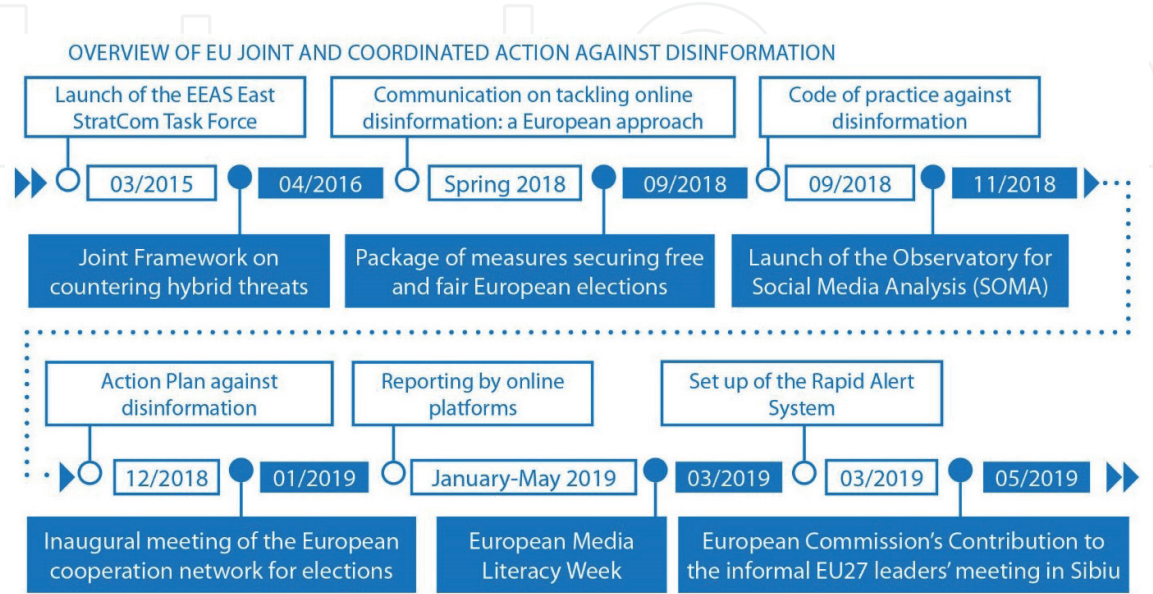 OVERVIEW OF EU JOINT AND COORDINATED ACTION AGAINST DISINFORMATION
Launch of the EEAS East
StratCom Task Force
Communication on tackling online
disinformation: a European approach
Code of practice against
disinformation
03/2015
04/2016
Spring 2018
09/2018
09/2018
11/2018
Joint Framework on
countering hybrid threats
Package of measures securing free
and fair European elections
Launch of the Observatory for
Social Media Analysis (SOMA)
Action Plan against
disinformation
Reporting by online
platforms
Set up of the Rapid Alert
System
12/2018
01/2019
January-May 2019
03/2019
03/2019
05/2019
Inaugural meeting of the European
cooperation network for elections
European Media
Literacy Week
European Commission's Contribution to
the informal EU27 leaders' meeting in Sibiu